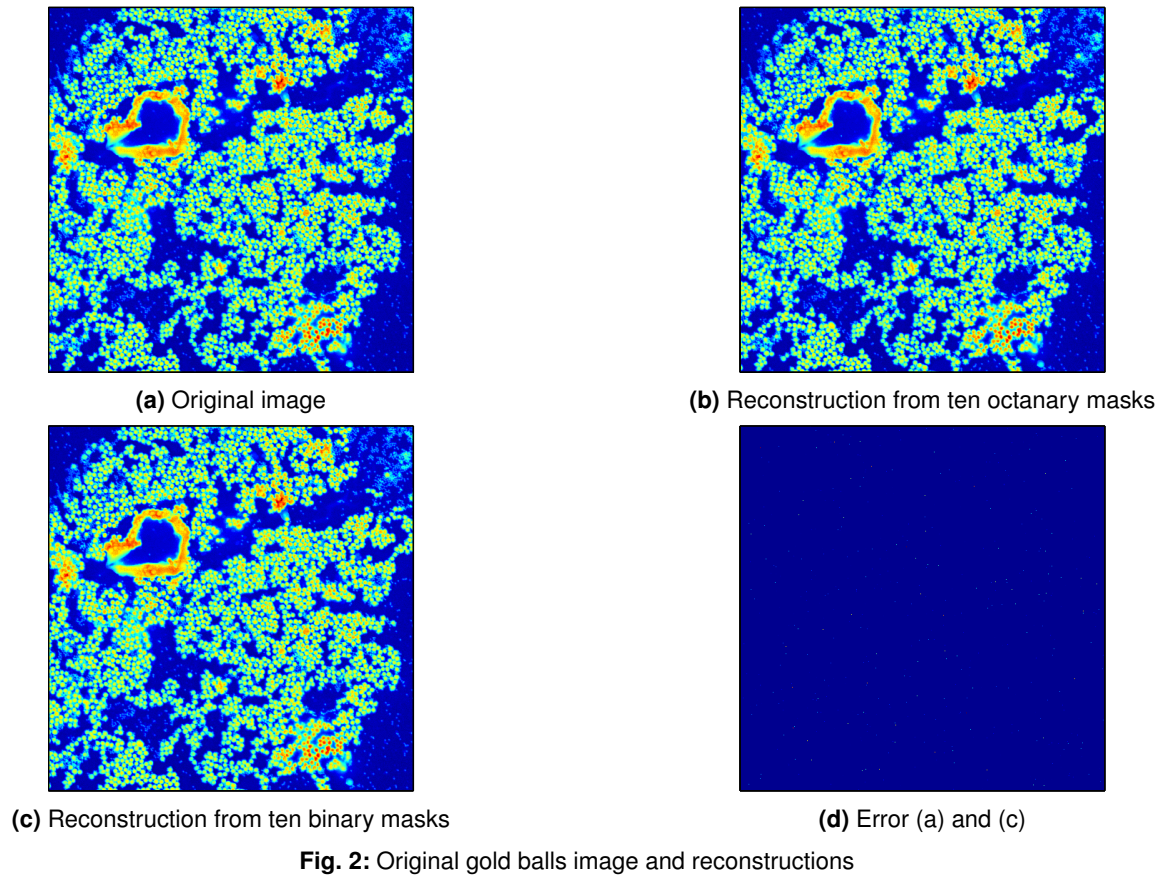 (a) Original image
(b) Reconstruction from ten octanary masks
(c) Reconstruction from ten binary masks
(d) Error (a) and (c)
Fig. 2: Original gold balls image and reconstructions